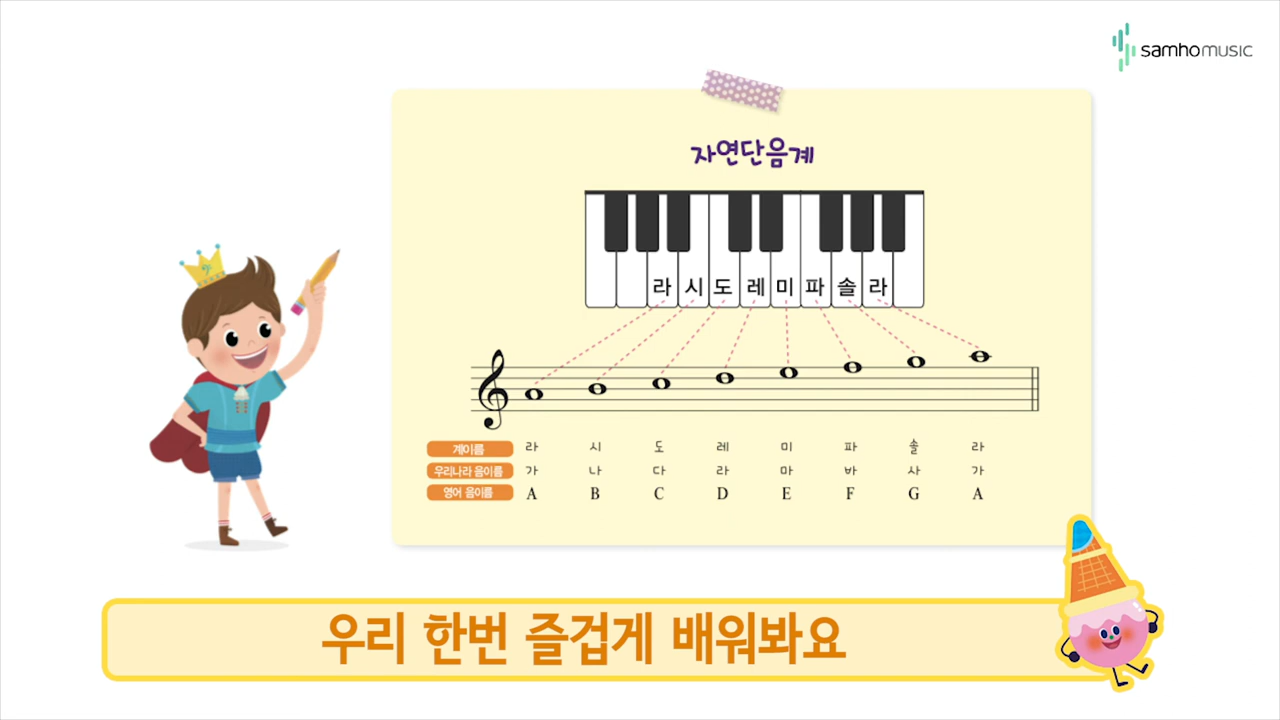 samhomusic
자연단음계
라 시 도 레 미 파 솔 라
계이름 라 시 도 레 미 파 솔 라
우리나라 음이름 가 나 다 라 마 바 사 가
영어 음이름 A B C D E F G A
우리 한번 즐겁게 배워봐요